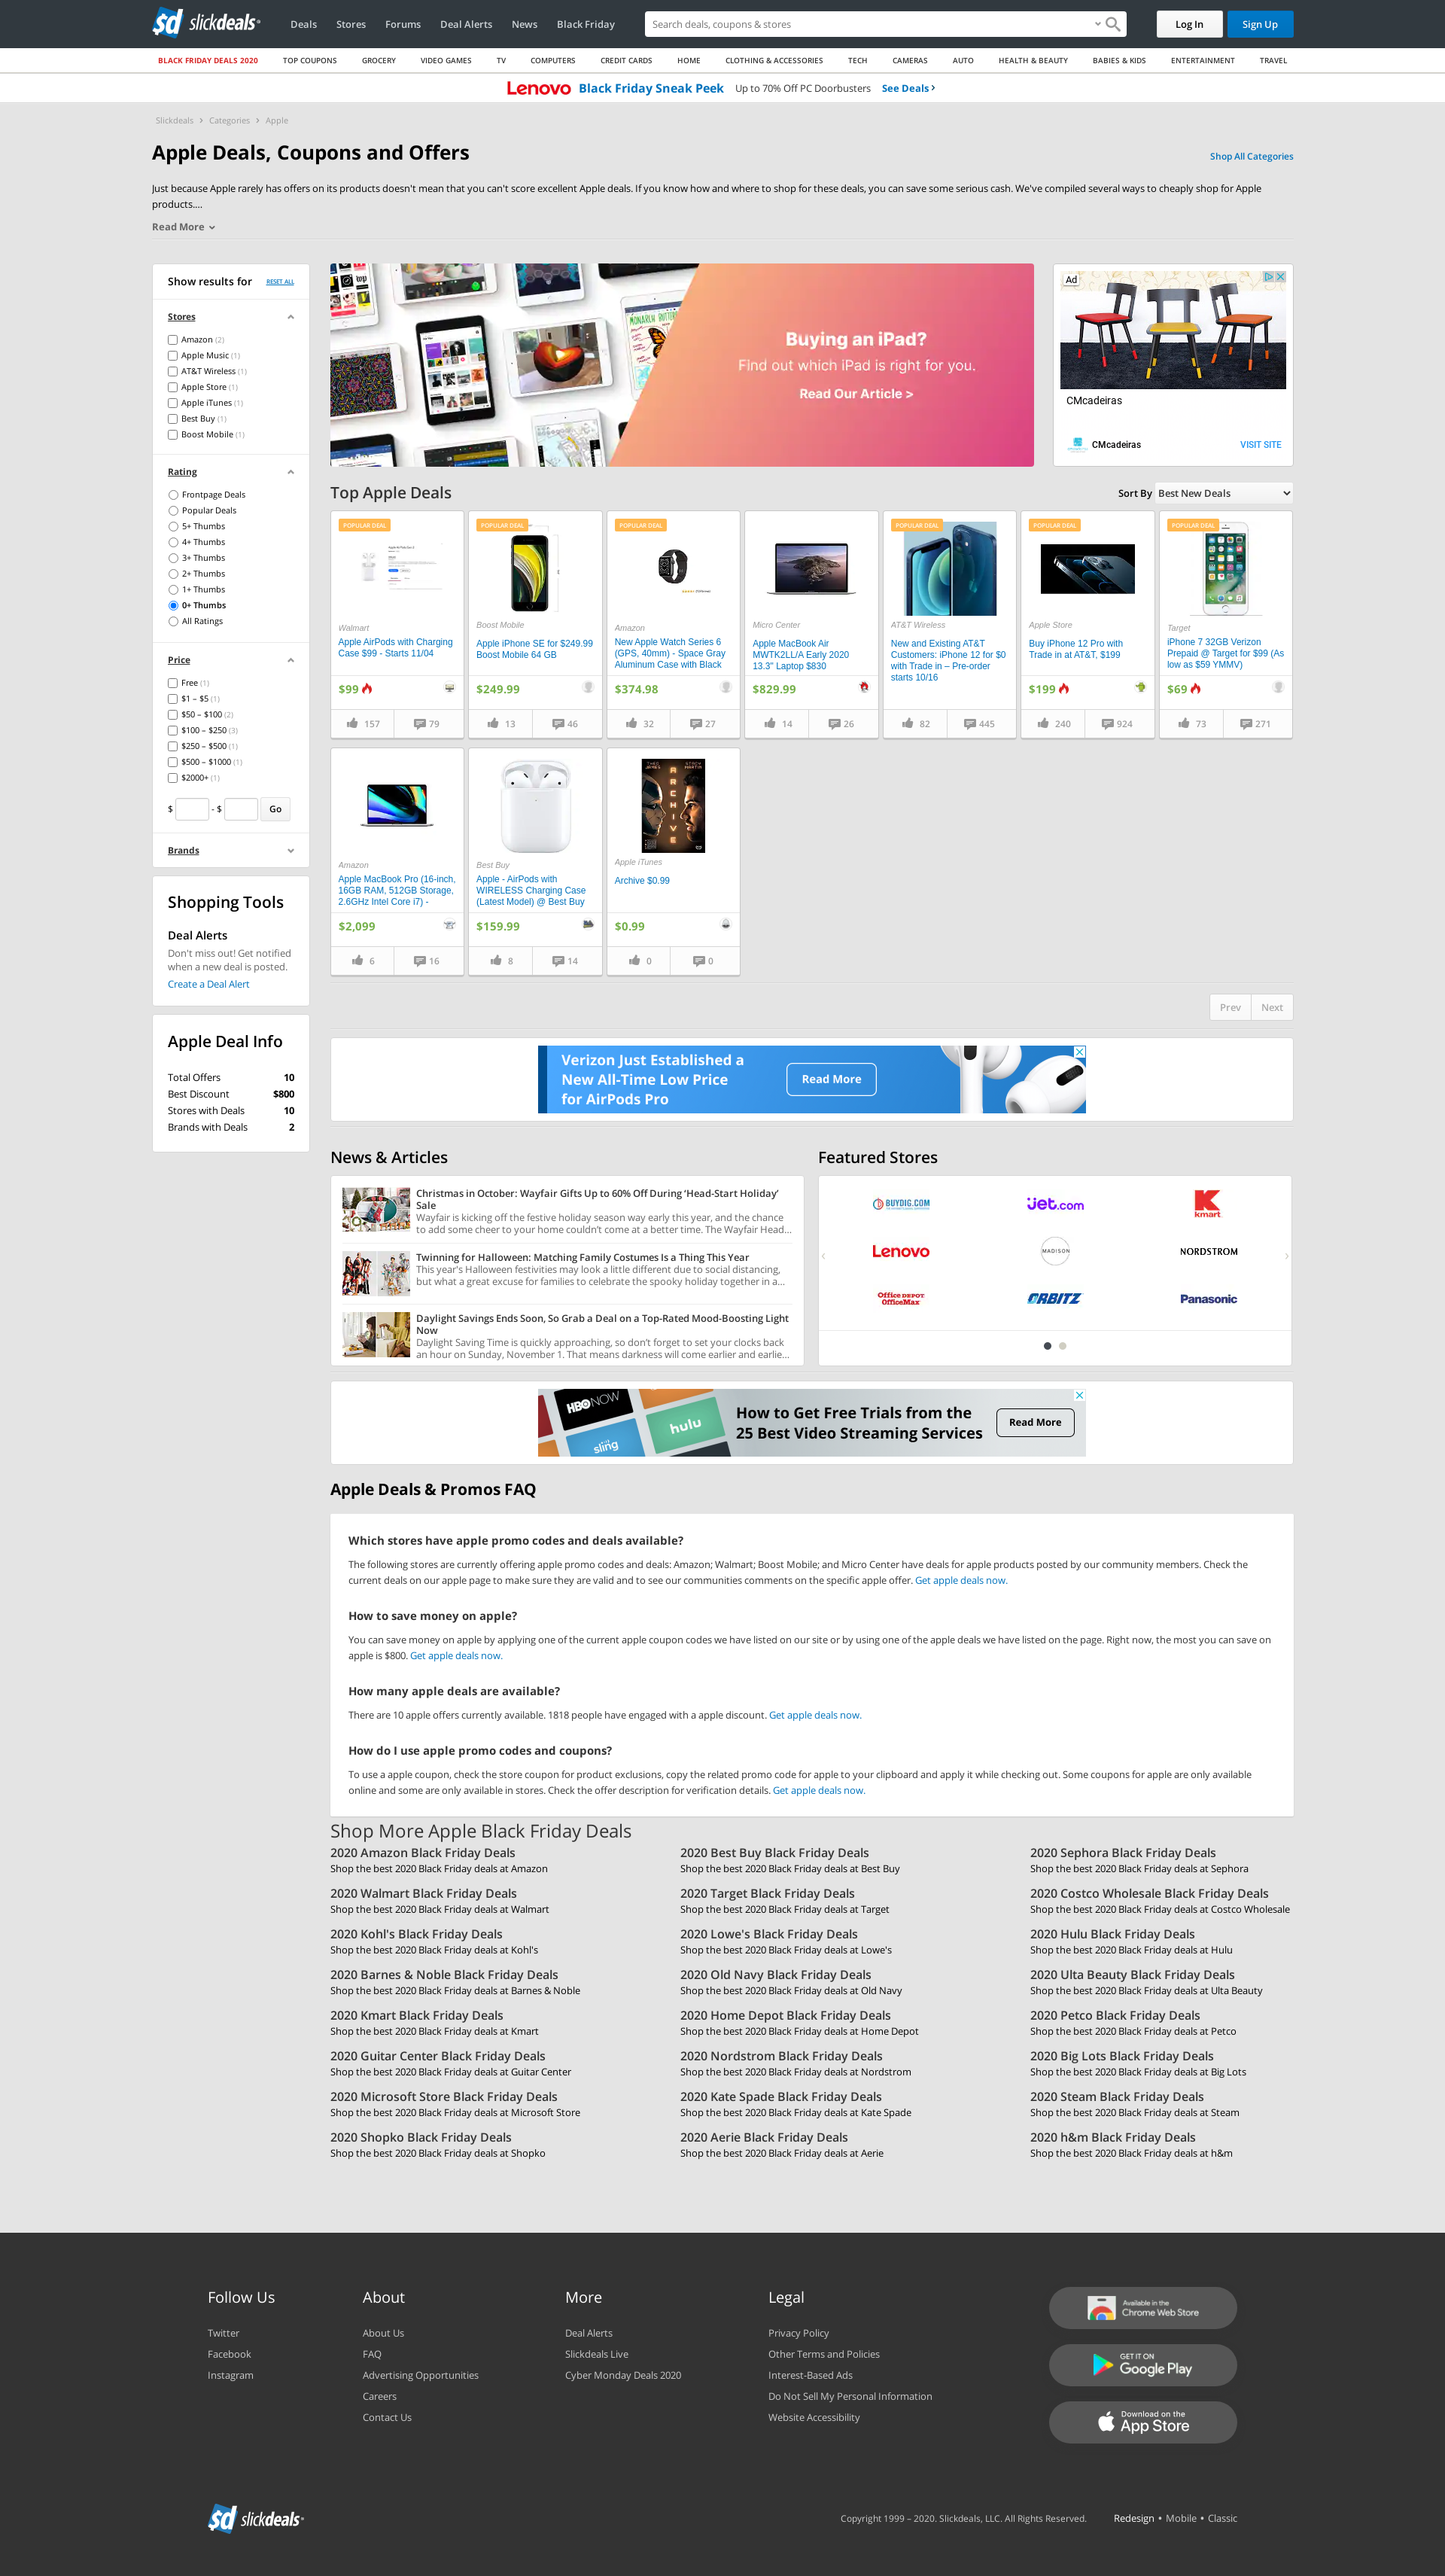 slickdeals
Deals Stores Forums Deal Alerts News Black Friday
Search deals, coupons & stores
Log In
Sign Up
BLACK FRIDAY DEALS 2020 TOP COUPONS GROCERY VIDEO GAMES TV COMPUTERS CREDIT CARDS HOME CLOTHING & ACCESSORIES TECH CAMERAS AUTO HEALTH & BEAUTY BABIES & KIDS ENTERTAINMENT TRAVEL
Lenovo Black Friday Sneak Peek Up to 70% Off PC Doorbusters See Deals ›
Slickdeals › Categories › Apple
Apple Deals, Coupons and Offers
Shop All Categories
Just because Apple rarely has offers on its products doesn't mean that you can't score excellent Apple deals. If you know how and where to shop for these deals, you can save some serious cash. We've compiled several ways to cheaply shop for Apple
products....
Read More
Show results for RESET ALL
Stores
Amazon (2)
Apple Music (1)
AT&T Wireless (1)
Apple Store (1)
Apple iTunes (1)
Best Buy (1)
Boost Mobile (1)
Rating
Frontpage Deals
Popular Deals
5+ Thumbs
4+ Thumbs
3+ Thumbs
2+ Thumbs
1+ Thumbs
0+ Thumbs
All Ratings
Price
Free (1)
$1 – $5 (1)
$50 – $100 (2)
$100 – $250 (3)
$250 – $500 (1)
$500 – $1000 (1)
$2000+ (1)
$ - $ Go
Brands
Shopping Tools
Deal Alerts
Don't miss out! Get notified
when a new deal is posted.
Create a Deal Alert
Apple Deal Info
Total Offers 10
Best Discount $800
Stores with Deals 10
Brands with Deals 2
Buying an iPad?
Find out which iPad is right for you.
Read Our Article >
Ad
CMcadeiras
CMcadeiras
VISIT SITE
Top Apple Deals
Sort By Best New Deals
POPULAR DEAL
Walmart
Apple AirPods with Charging
Case $99 - Starts 11/04
$99
157 79
POPULAR DEAL
Boost Mobile
Apple iPhone SE for $249.99
Boost Mobile 64 GB
$249.99
13 46
POPULAR DEAL
Amazon
New Apple Watch Series 6
(GPS, 40mm) - Space Gray
Aluminum Case with Black
$374.98
32 27
Micro Center
Apple MacBook Air
MWTK2LL/A Early 2020
13.3" Laptop $830
$829.99
14 26
POPULAR DEAL
AT&T Wireless
New and Existing AT&T
Customers: iPhone 12 for $0
with Trade in – Pre-order
starts 10/16
82 445
POPULAR DEAL
Apple Store
Buy iPhone 12 Pro with
Trade in at AT&T, $199
$199
240 924
POPULAR DEAL
Target
iPhone 7 32GB Verizon
Prepaid @ Target for $99 (As
low as $59 YMMV)
$69
73 271
Amazon
Apple MacBook Pro (16-inch,
16GB RAM, 512GB Storage,
2.6GHz Intel Core i7) -
$2,099
6 16
Best Buy
Apple - AirPods with
WIRELESS Charging Case
(Latest Model) @ Best Buy
$159.99
8 14
ARCHIVE
Apple iTunes
Archive $0.99
$0.99
0 0
Prev Next
Verizon Just Established a
New All-Time Low Price
for AirPods Pro
Read More
News & Articles
Christmas in October: Wayfair Gifts Up to 60% Off During ‘Head-Start Holiday’
Sale
Wayfair is kicking off the festive holiday season way early this year, and the chance
to add some cheer to your home couldn’t come at a better time. The Wayfair Head...
Twinning for Halloween: Matching Family Costumes Is a Thing This Year
This year's Halloween festivities may look a little different due to social distancing,
but what a great excuse for families to celebrate the spooky holiday together in a...
Daylight Savings Ends Soon, So Grab a Deal on a Top-Rated Mood-Boosting Light
Now
Daylight Saving Time is quickly approaching, so don’t forget to set your clocks back
an hour on Sunday, November 1. That means darkness will come earlier and earlie...
Featured Stores
BUYDIG.COM
Jet.com
kmart
Lenovo
MADISON
NORDSTROM
Office DEPOT
OfficeMax
ORBITZ
Panasonic
HBO NOW
sling
hulu
How to Get Free Trials from the
25 Best Video Streaming Services
Read More
Apple Deals & Promos FAQ
Which stores have apple promo codes and deals available?
The following stores are currently offering apple promo codes and deals: Amazon; Walmart; Boost Mobile; and Micro Center have deals for apple products posted by our community members. Check the
current deals on our apple page to make sure they are valid and to see our communities comments on the specific apple offer. Get apple deals now.
How to save money on apple?
You can save money on apple by applying one of the current apple coupon codes we have listed on our site or by using one of the apple deals we have listed on the page. Right now, the most you can save on
apple is $800. Get apple deals now.
How many apple deals are available?
There are 10 apple offers currently available. 1818 people have engaged with a apple discount. Get apple deals now.
How do I use apple promo codes and coupons?
To use a apple coupon, check the store coupon for product exclusions, copy the related promo code for apple to your clipboard and apply it while checking out. Some coupons for apple are only available
online and some are only available in stores. Check the offer description for verification details. Get apple deals now.
Shop More Apple Black Friday Deals
2020 Amazon Black Friday Deals
Shop the best 2020 Black Friday deals at Amazon
2020 Best Buy Black Friday Deals
Shop the best 2020 Black Friday deals at Best Buy
2020 Sephora Black Friday Deals
Shop the best 2020 Black Friday deals at Sephora
2020 Walmart Black Friday Deals
Shop the best 2020 Black Friday deals at Walmart
2020 Target Black Friday Deals
Shop the best 2020 Black Friday deals at Target
2020 Costco Wholesale Black Friday Deals
Shop the best 2020 Black Friday deals at Costco Wholesale
2020 Kohl's Black Friday Deals
Shop the best 2020 Black Friday deals at Kohl's
2020 Lowe's Black Friday Deals
Shop the best 2020 Black Friday deals at Lowe's
2020 Hulu Black Friday Deals
Shop the best 2020 Black Friday deals at Hulu
2020 Barnes & Noble Black Friday Deals
Shop the best 2020 Black Friday deals at Barnes & Noble
2020 Old Navy Black Friday Deals
Shop the best 2020 Black Friday deals at Old Navy
2020 Ulta Beauty Black Friday Deals
Shop the best 2020 Black Friday deals at Ulta Beauty
2020 Kmart Black Friday Deals
Shop the best 2020 Black Friday deals at Kmart
2020 Home Depot Black Friday Deals
Shop the best 2020 Black Friday deals at Home Depot
2020 Petco Black Friday Deals
Shop the best 2020 Black Friday deals at Petco
2020 Guitar Center Black Friday Deals
Shop the best 2020 Black Friday deals at Guitar Center
2020 Nordstrom Black Friday Deals
Shop the best 2020 Black Friday deals at Nordstrom
2020 Big Lots Black Friday Deals
Shop the best 2020 Black Friday deals at Big Lots
2020 Microsoft Store Black Friday Deals
Shop the best 2020 Black Friday deals at Microsoft Store
2020 Kate Spade Black Friday Deals
Shop the best 2020 Black Friday deals at Kate Spade
2020 Steam Black Friday Deals
Shop the best 2020 Black Friday deals at Steam
2020 Shopko Black Friday Deals
Shop the best 2020 Black Friday deals at Shopko
2020 Aerie Black Friday Deals
Shop the best 2020 Black Friday deals at Aerie
2020 h&m Black Friday Deals
Shop the best 2020 Black Friday deals at h&m
Follow Us
Twitter
Facebook
Instagram
About
About Us
FAQ
Advertising Opportunities
Careers
Contact Us
More
Deal Alerts
Slickdeals Live
Cyber Monday Deals 2020
Legal
Privacy Policy
Other Terms and Policies
Interest-Based Ads
Do Not Sell My Personal Information
Website Accessibility
Available in the
Chrome Web Store
GET IT ON
Google Play
Download on the
App Store
slickdeals
Copyright 1999 – 2020. Slickdeals, LLC. All Rights Reserved.
Redesign • Mobile • Classic